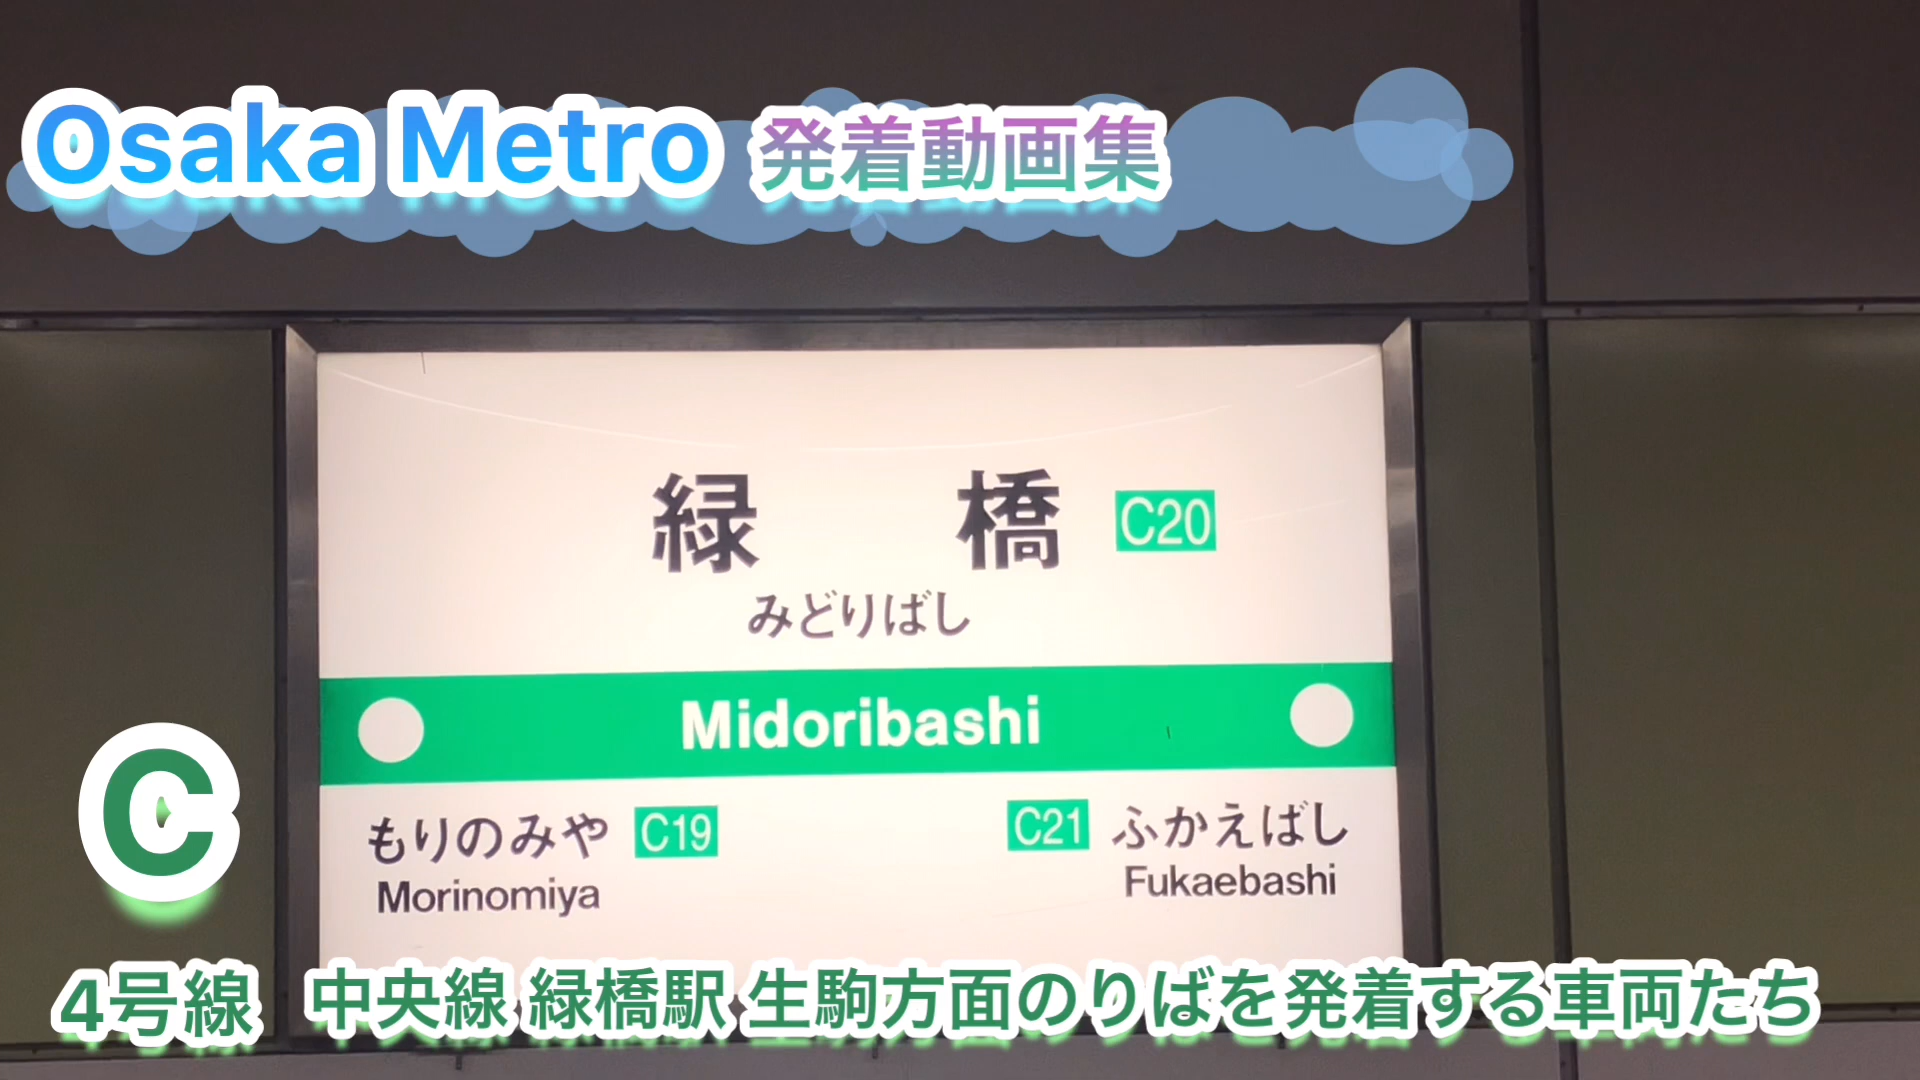 Osaka Metro 発着動画集
緑橋 C20
みどりばし
Midoribashi
もりのみや C19
Morinomiya
C21 ふかえばし
Fukaebashi
C
4号線 中央線 緑橋駅 生駒方面のりばを発着する車両たち